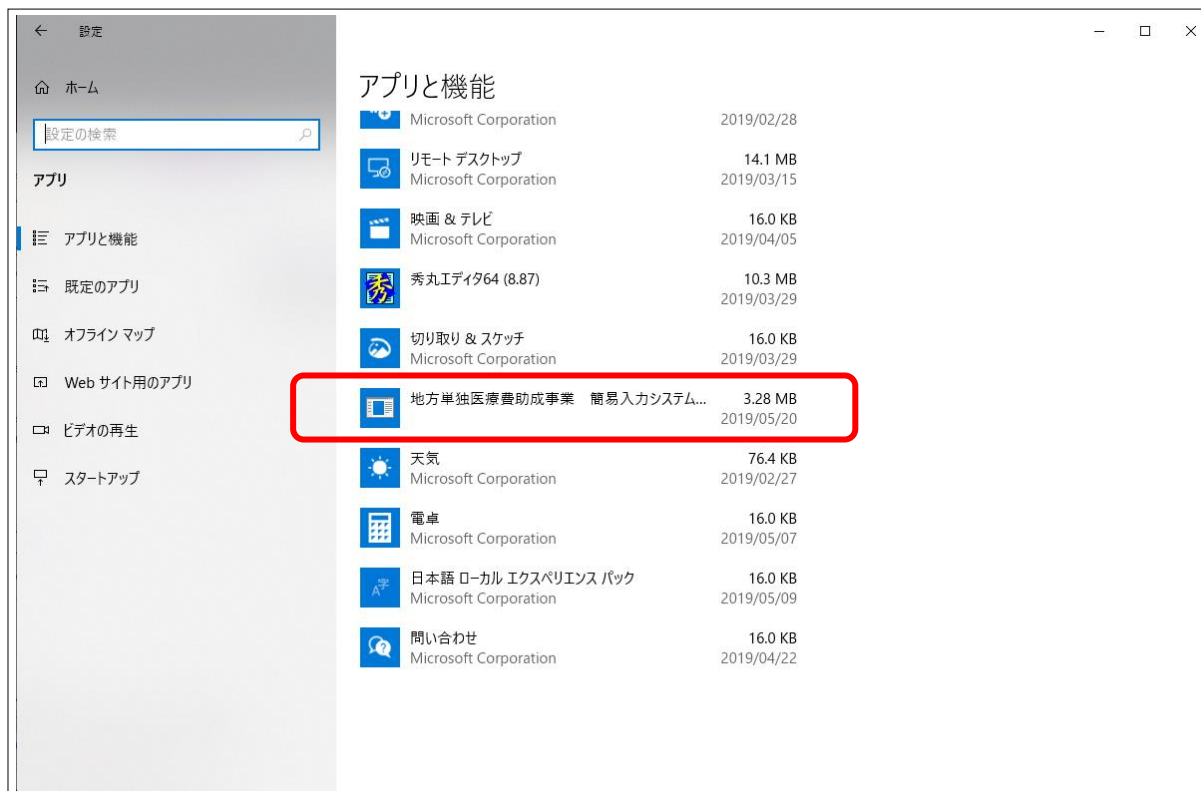 設定
ホーム
設定の検索
アプリ
アプリと機能
既定のアプリ
オフライン マップ
Web サイト用のアプリ
ビデオの再生
スタートアップ
アプリと機能
Microsoft Corporation 2019/02/28
リモート デスクトップ 14.1 MB
Microsoft Corporation 2019/03/15
映画 & テレビ 16.0 KB
Microsoft Corporation 2019/04/05
秀丸エディタ64 (8.87) 10.3 MB
2019/03/29
切り取り & スケッチ 16.0 KB
Microsoft Corporation 2019/03/29
地方単独医療費助成事業　簡易入力システム... 3.28 MB
2019/05/20
天気 76.4 KB
Microsoft Corporation 2019/02/27
電卓 16.0 KB
Microsoft Corporation 2019/05/07
日本語 ローカル エクスペリエンス パック 16.0 KB
Microsoft Corporation 2019/05/09
問い合わせ 16.0 KB
Microsoft Corporation 2019/04/22